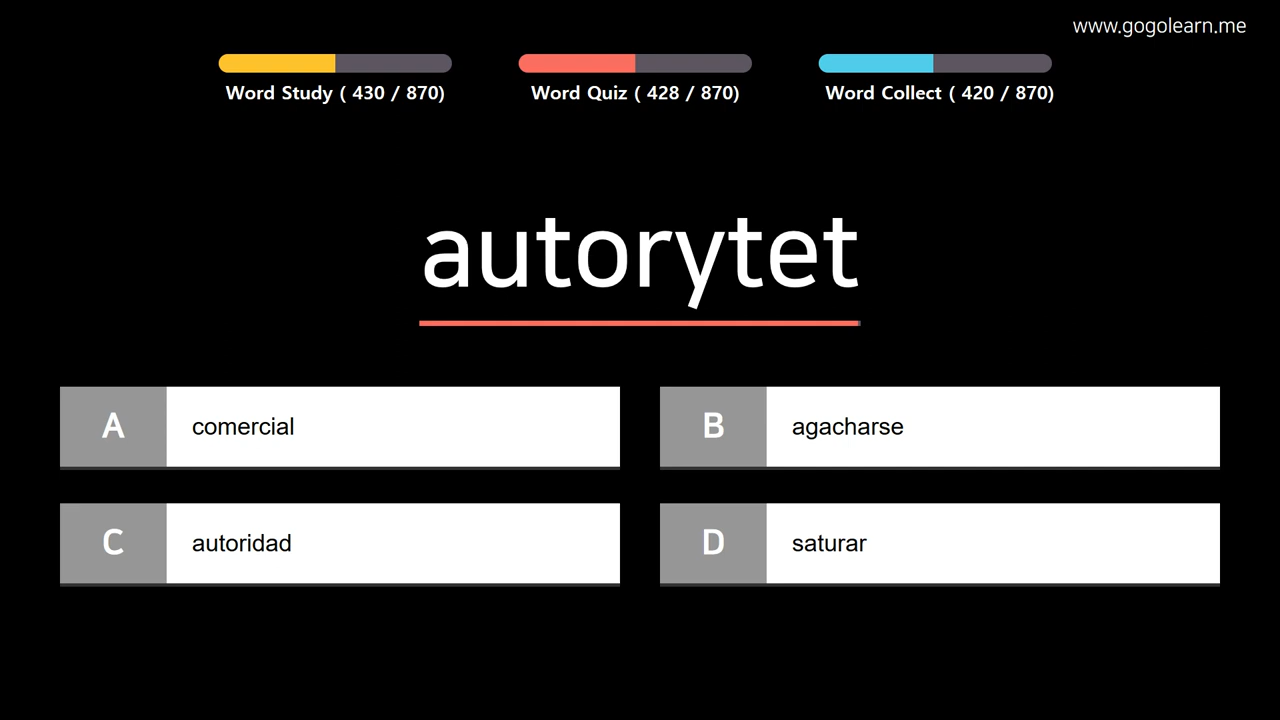 www.gogolearn.me
Word Study ( 430 / 870)
Word Quiz ( 428 / 870)
Word Collect ( 420 / 870)
autorytet
A comercial
B agacharse
C autoridad
D saturar